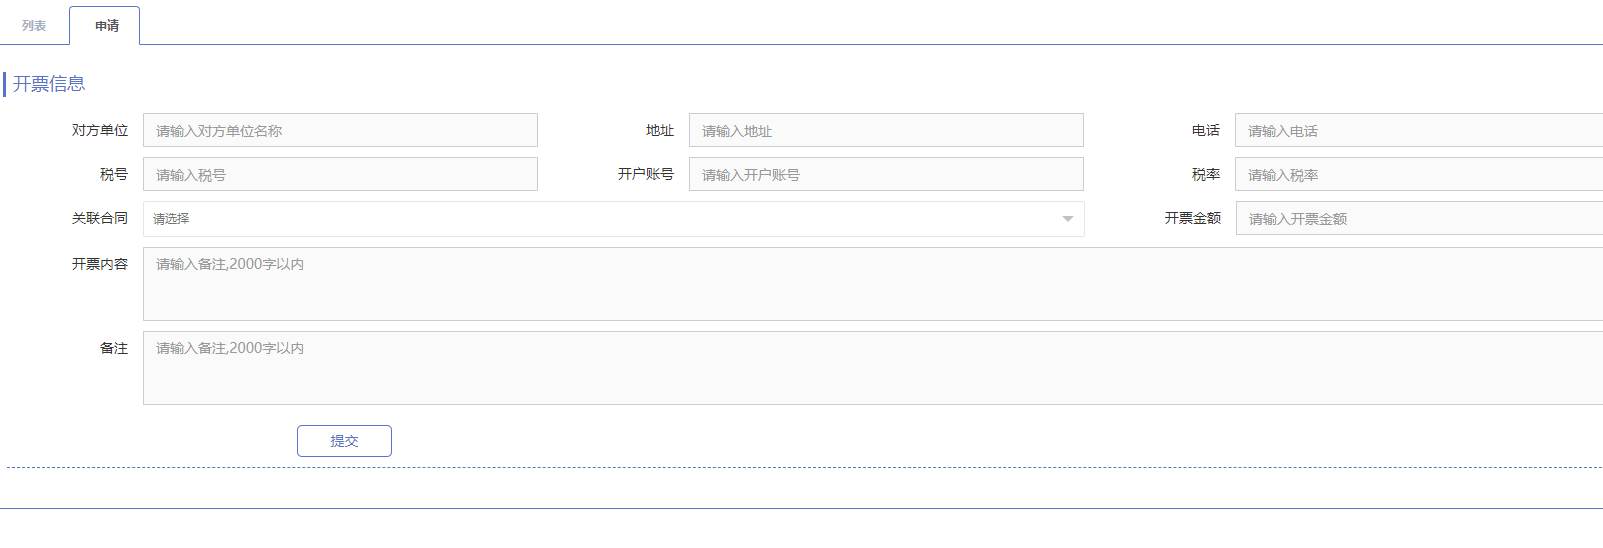 列表 申请
开票信息
对方单位 请输入对方单位名称 地址 请输入地址 电话 请输入电话
税号 请输入税号 开户账号 请输入开户账号 税率 请输入税率
关联合同 请选择 开票金额 请输入开票金额
开票内容 请输入备注,2000字以内
备注 请输入备注,2000字以内
提交